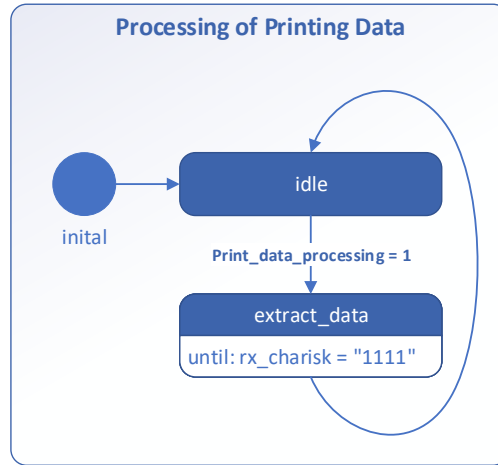 Processing of Printing Data
idle
inital
Print_data_processing = 1
extract_data
until: rx_charisk = "1111"